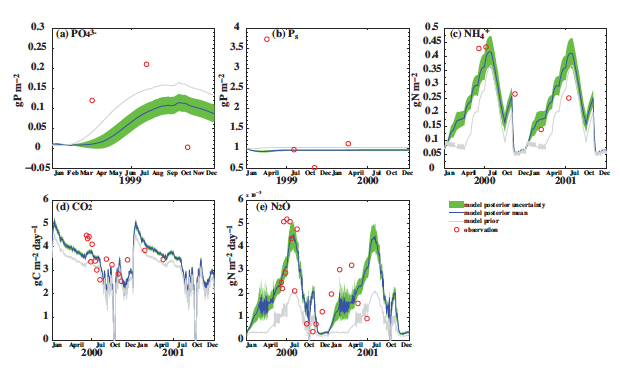 (a) PO4³⁻
gP m⁻²
0.3
0.25
0.2
0.15
0.1
0.05
0
−0.05
Jan Feb Mar April May Jun Jul Aug Sep Oct Nov Dec
1999
(b) Pₛ
gP m⁻²
4
3.5
3
2.5
2
1.5
1
0.5
Jan April Jul Oct Dec Jan April Jul Oct Dec
1999 2000
(c) NH₄⁺
gN m⁻²
0.5
0.45
0.4
0.35
0.3
0.25
0.2
0.15
0.1
0.05
0
Jan April Jul Oct Dec Jan April Jul Oct Dec
2000 2001
(d) CO₂
gC m⁻² day⁻¹
6
5
4
3
2
1
0
Jan April Jul Oct Dec Jan April Jul Oct Dec
2000 2001
(e) N₂O
gN m⁻² day⁻¹
× 10⁻³
6
5
4
3
2
1
0
Jan April Jul Oct Dec Jan April Jul Oct Dec
2000 2001
model posterior uncertainty
model posterior mean
model prior
observation